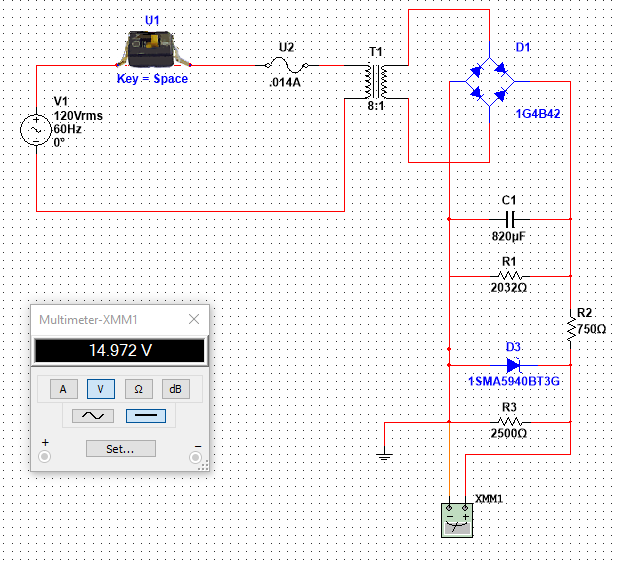 U1
Key = Space
U2
.014A
T1
8:1
D1
1G4B42
V1
120Vrms
60Hz
0°
C1
820µF
R1
2032Ω
R2
750Ω
D3
1SMA5940BT3G
R3
2500Ω
XMM1
Multimeter-XMM1
14.972 V
A V Ω dB
+ Set... −